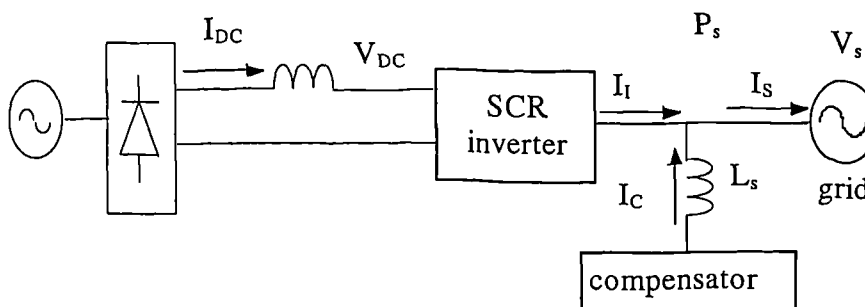 I_DC
V_DC
P_s
V_s
SCR
inverter
I_I
I_S
I_C
L_s
grid
compensator